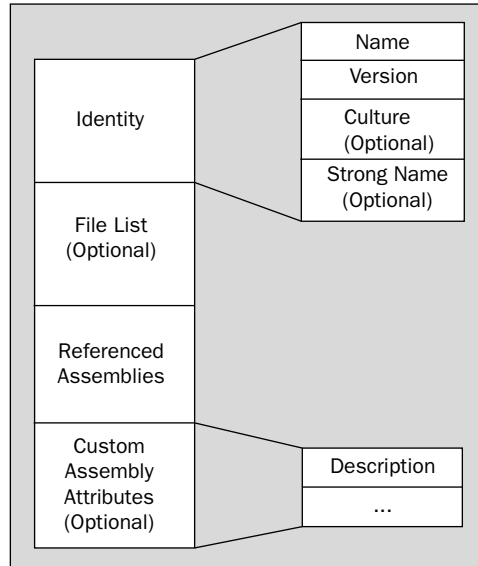 Identity
File List
(Optional)
Referenced
Assemblies
Custom
Assembly
Attributes
(Optional)
Name
Version
Culture
(Optional)
Strong Name
(Optional)
Description
...